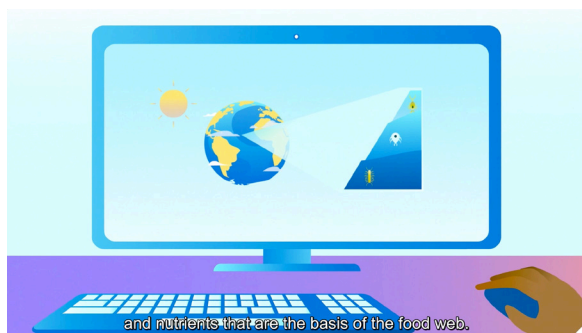 and nutrients that are the basis of the food web.